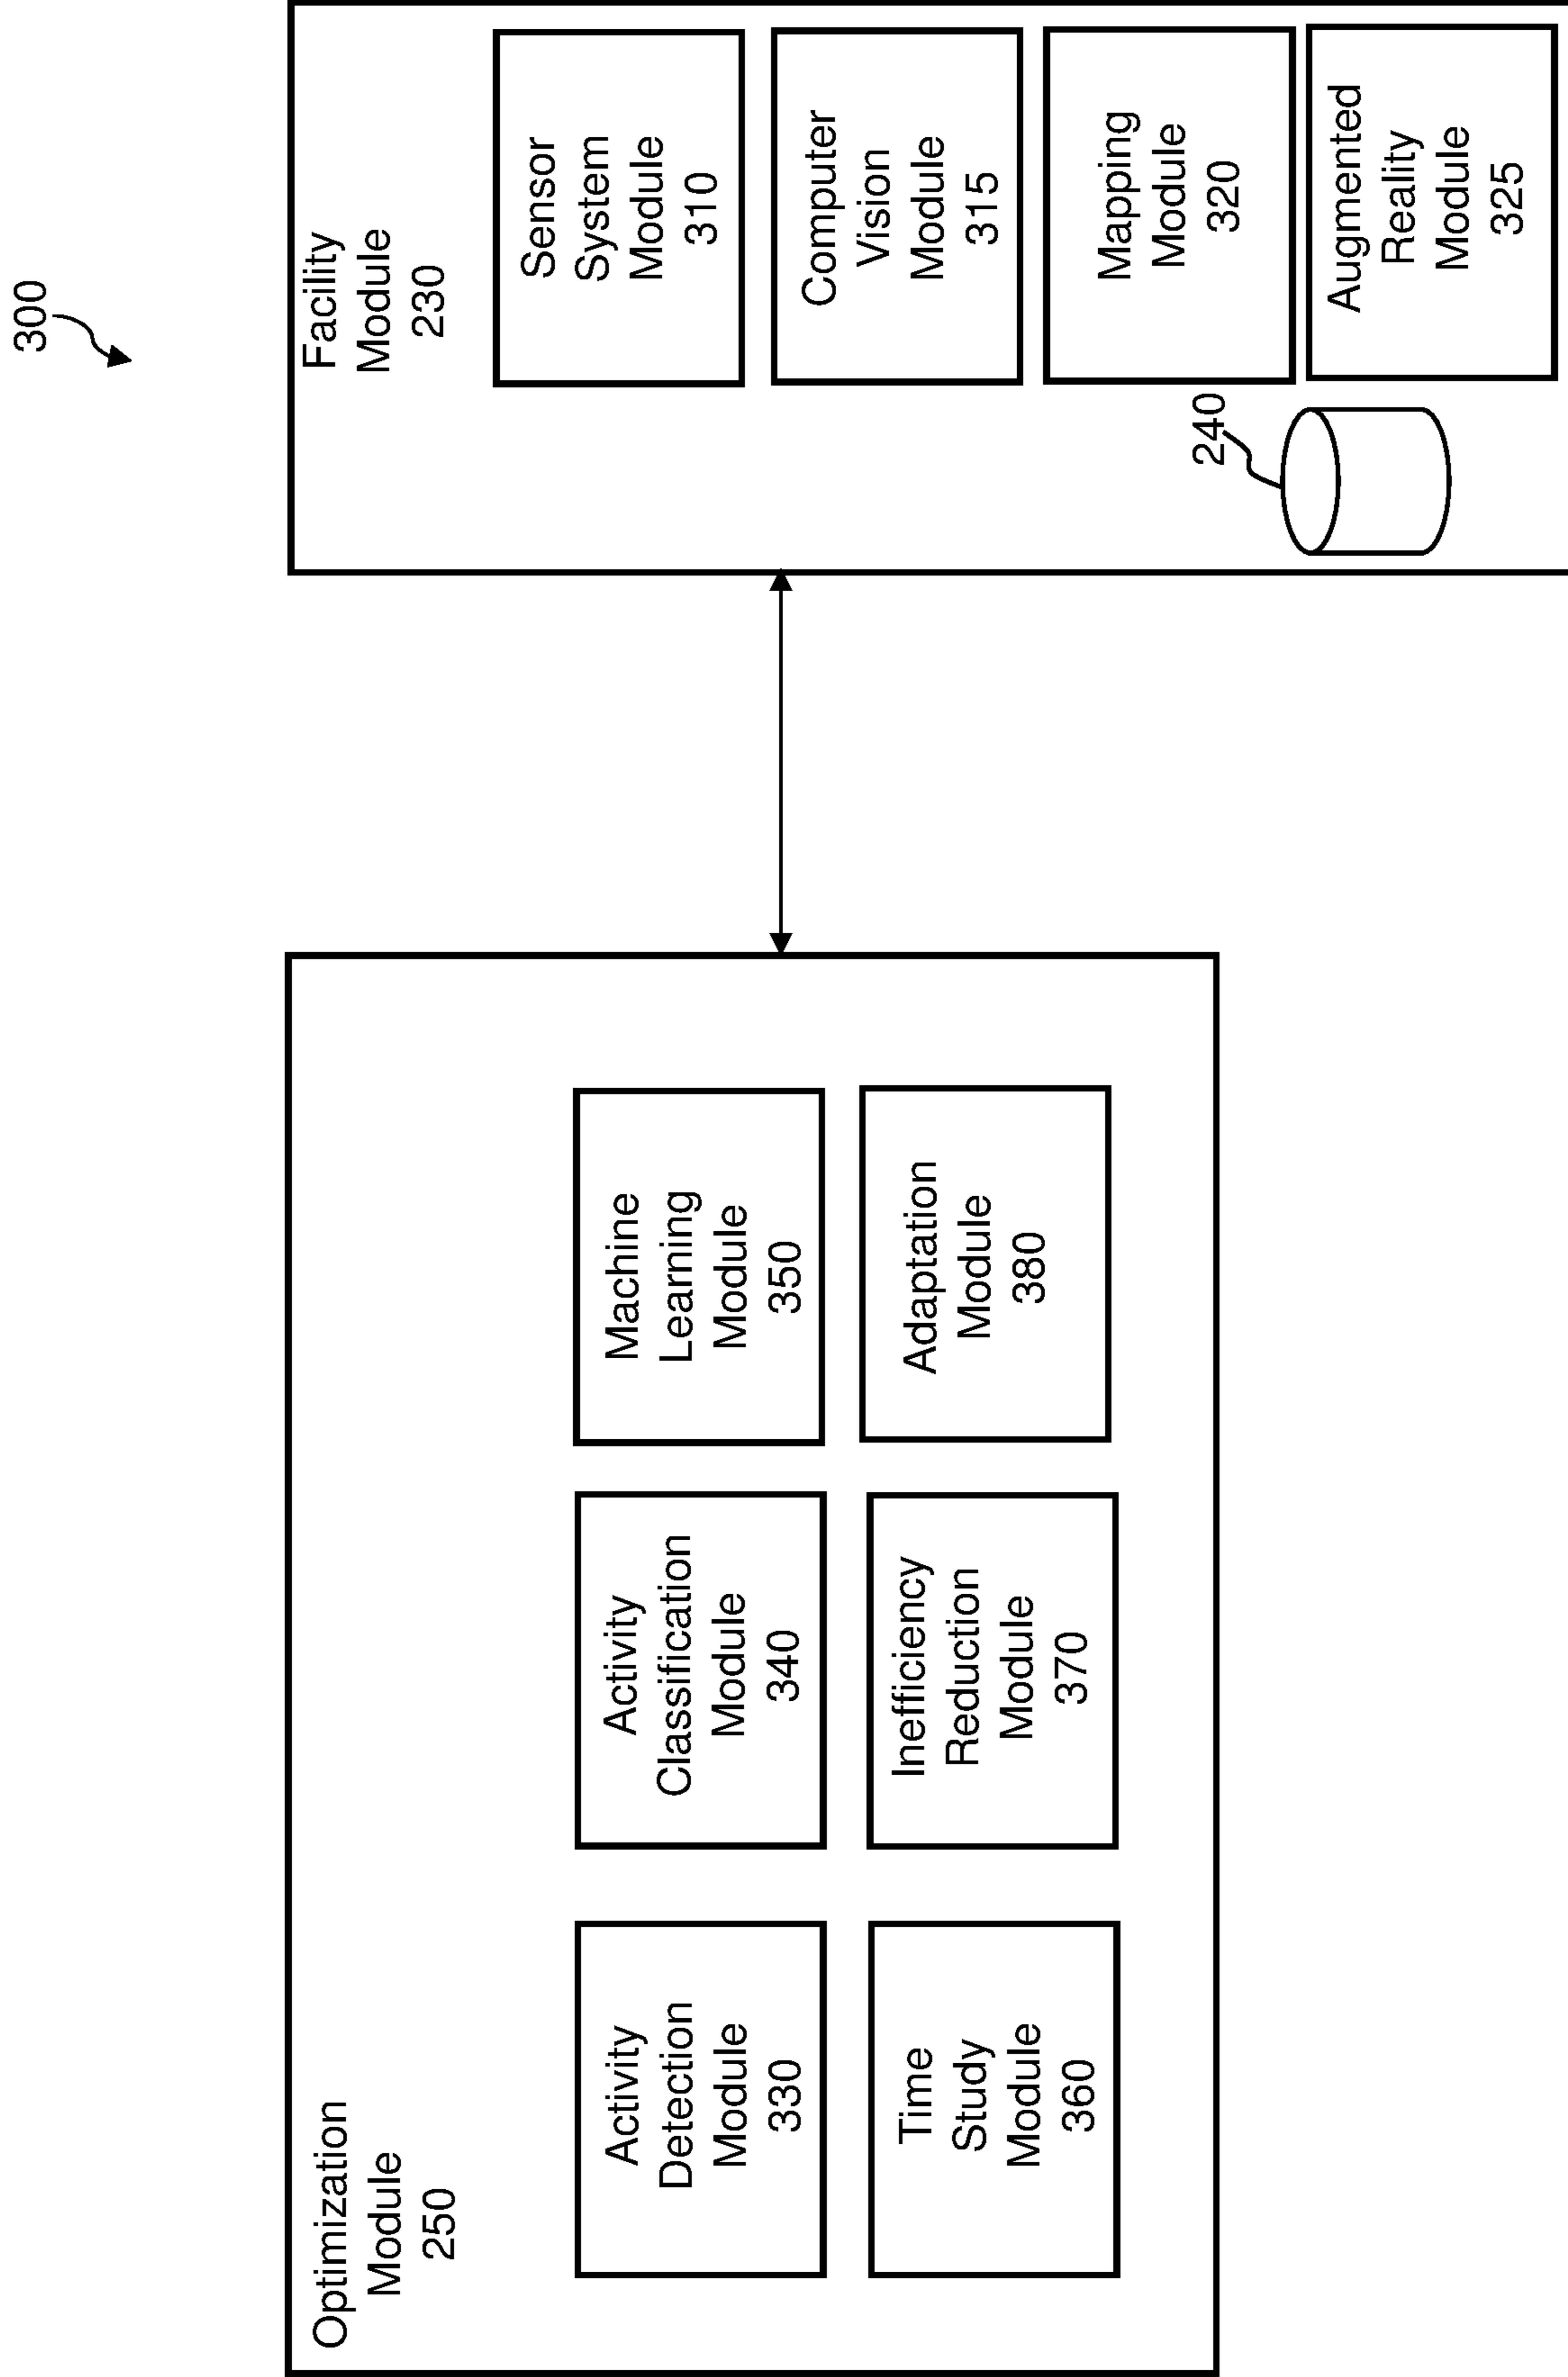 300
Optimization
Module
250
Activity
Detection
Module
330
Activity
Classification
Module
340
Machine
Learning
Module
350
Time
Study
Module
360
Inefficiency
Reduction
Module
370
Adaptation
Module
380
Facility
Module
230
Sensor
System
Module
310
Computer
Vision
Module
315
Mapping
Module
320
Augmented
Reality
Module
325
240